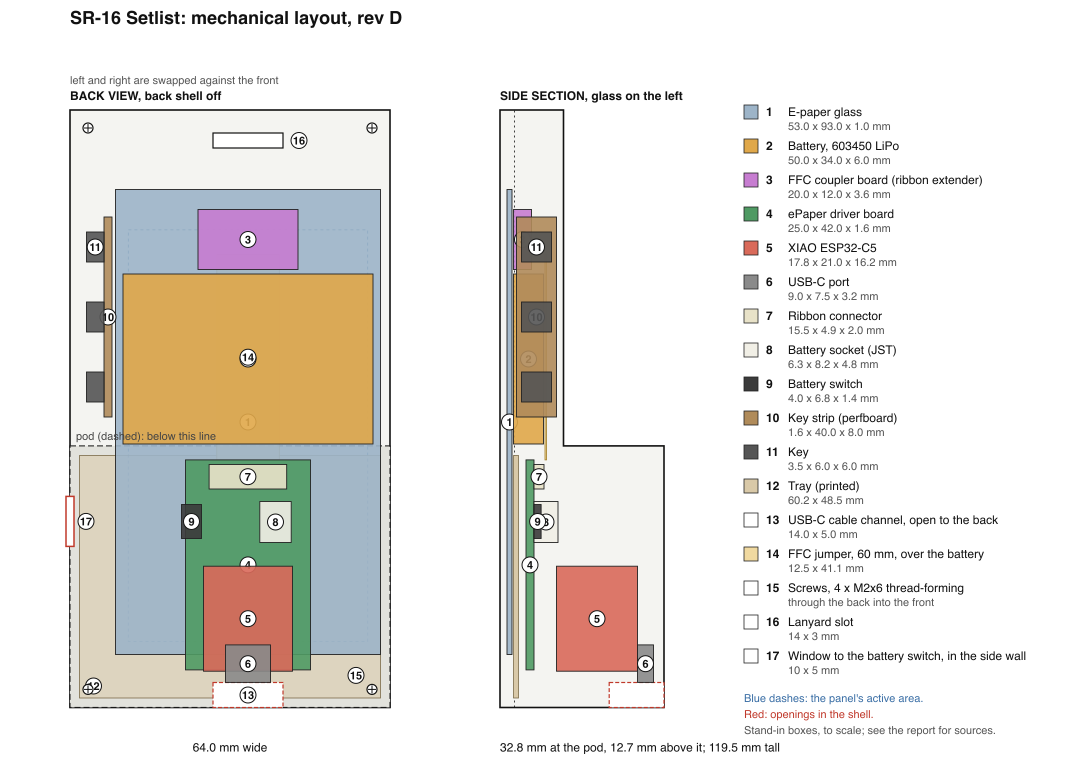 SR-16 Setlist: mechanical layout, rev D
left and right are swapped against the front
BACK VIEW, back shell off
16
3
11
10
14
1
pod (dashed): below this line
7
17
9
8
4
5
6
15
12
13
64.0 mm wide
SIDE SECTION, glass on the left
11
10
2
1
7
9
8
4
5
6
32.8 mm at the pod, 12.7 mm above it; 119.5 mm tall
1 E-paper glass
53.0 x 93.0 x 1.0 mm
2 Battery, 603450 LiPo
50.0 x 34.0 x 6.0 mm
3 FFC coupler board (ribbon extender)
20.0 x 12.0 x 3.6 mm
4 ePaper driver board
25.0 x 42.0 x 1.6 mm
5 XIAO ESP32-C5
17.8 x 21.0 x 16.2 mm
6 USB-C port
9.0 x 7.5 x 3.2 mm
7 Ribbon connector
15.5 x 4.9 x 2.0 mm
8 Battery socket (JST)
6.3 x 8.2 x 4.8 mm
9 Battery switch
4.0 x 6.8 x 1.4 mm
10 Key strip (perfboard)
1.6 x 40.0 x 8.0 mm
11 Key
3.5 x 6.0 x 6.0 mm
12 Tray (printed)
60.2 x 48.5 mm
13 USB-C cable channel, open to the back
14.0 x 5.0 mm
14 FFC jumper, 60 mm, over the battery
12.5 x 41.1 mm
15 Screws, 4 x M2x6 thread-forming
through the back into the front
16 Lanyard slot
14 x 3 mm
17 Window to the battery switch, in the side wall
10 x 5 mm
Blue dashes: the panel's active area.
Red: openings in the shell.
Stand-in boxes, to scale; see the report for sources.